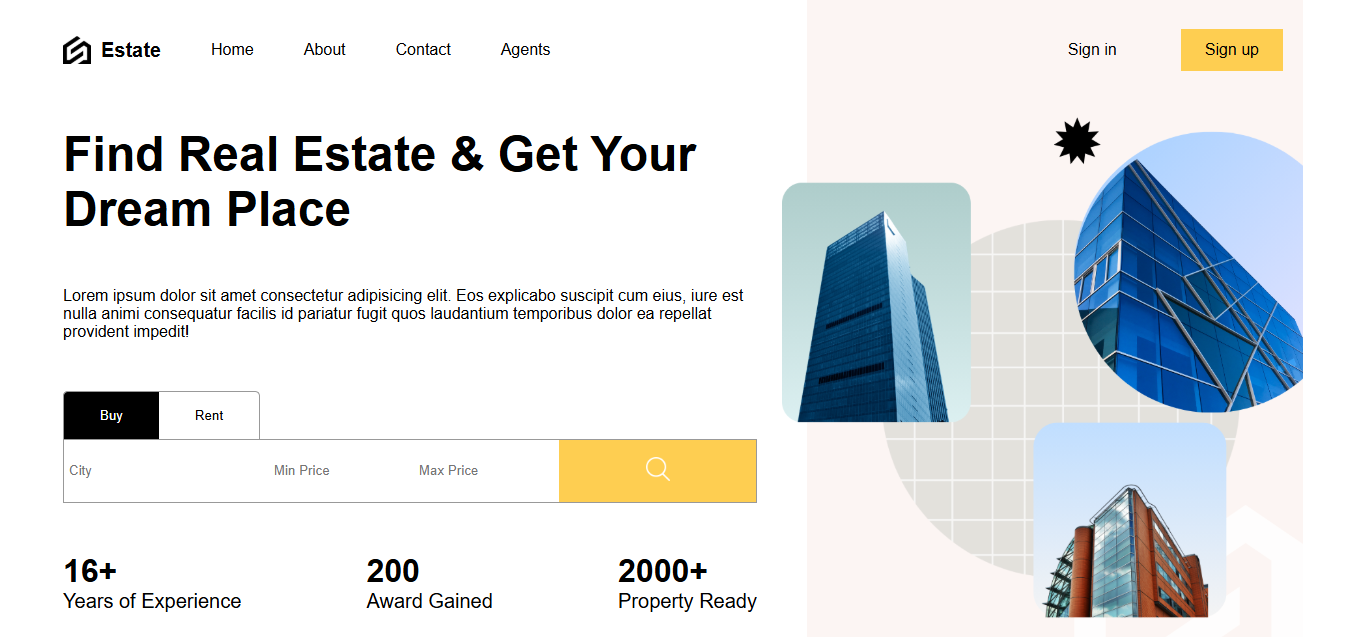 Estate Home About Contact Agents Sign in Sign up
Find Real Estate & Get Your
Dream Place
Lorem ipsum dolor sit amet consectetur adipisicing elit. Eos explicabo suscipit cum eius, iure est
nulla animi consequatur facilis id pariatur fugit quos laudantium temporibus dolor ea repellat
provident impedit!
Buy Rent
City Min Price Max Price
16+ 200 2000+
Years of Experience Award Gained Property Ready